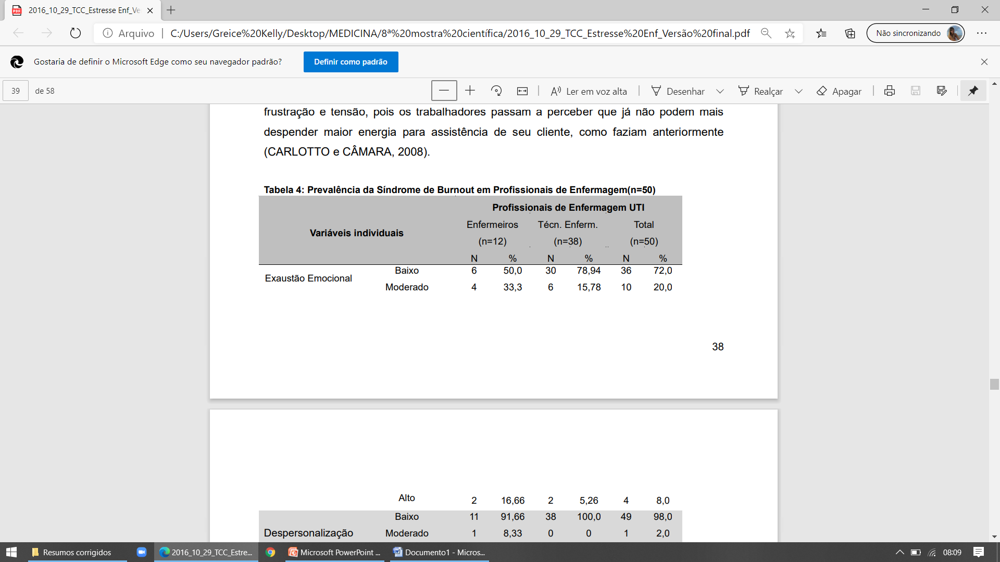 2016_10_29_TCC_Estresse Enf_Ve
Arquivo
C:/Users/Greice%20Kelly/Desktop/MEDICINA/8ª%20mostra%20científica/2016_10_29_TCC_Estresse%20Enf_Versão%20final.pdf
Não sincronizando
Gostaria de definir o Microsoft Edge como seu navegador padrão?
Definir como padrão
39 de 58
Ler em voz alta
Desenhar
Realçar
Apagar
frustração e tensão, pois os trabalhadores passam a perceber que já não podem mais
despender maior energia para assistência de seu cliente, como faziam anteriormente
(CARLOTTO e CÂMARA, 2008).
Tabela 4: Prevalência da Síndrome de Burnout em Profissionais de Enfermagem(n=50)
Profissionais de Enfermagem UTI
Variáveis individuais
Enfermeiros Técn. Enferm. Total
(n=12) (n=38) (n=50)
N % N % N %
Exaustão Emocional
Baixo 6 50,0 30 78,94 36 72,0
Moderado 4 33,3 6 15,78 10 20,0
38
Alto 2 16,66 2 5,26 4 8,0
Baixo 11 91,66 38 100,0 49 98,0
Despersonalização Moderado 1 8,33 0 0 1 2,0
Resumos corrigidos
2016_10_29_TCC_Estre...
Microsoft PowerPoint ...
Documento1 - Micros...
08:09